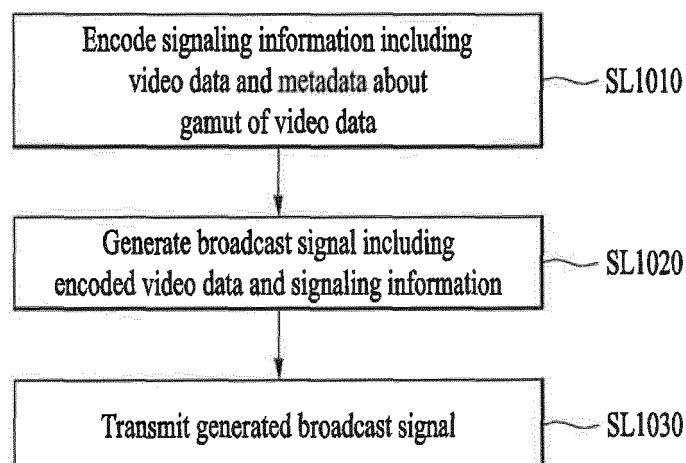 Encode signaling information including
video data and metadata about
gamut of video data
SL1010
Generate broadcast signal including
encoded video data and signaling information
SL1020
Transmit generated broadcast signal
SL1030